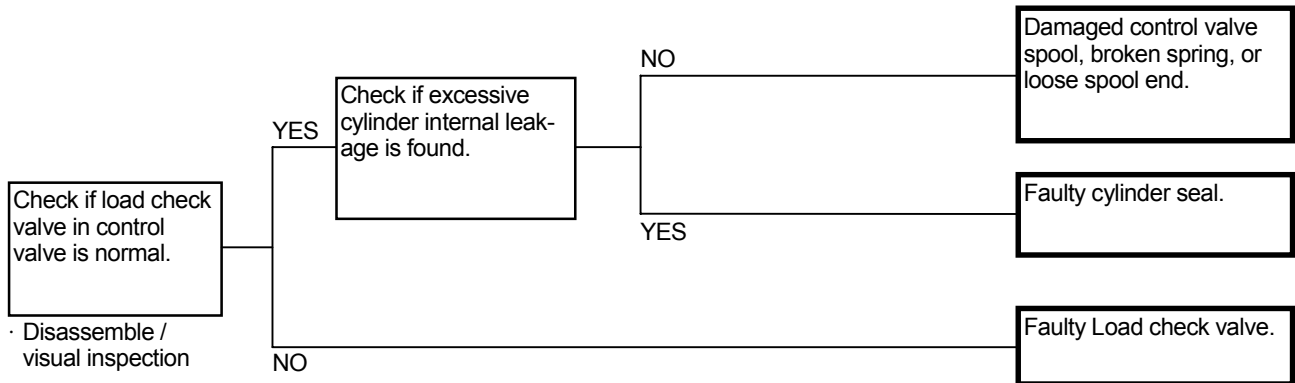 Damaged control valve
spool, broken spring, or
loose spool end.
NO
Check if excessive
cylinder internal leak-
age is found.
YES
Check if load check
valve in control
valve is normal.
Faulty cylinder seal.
YES
Faulty Load check valve.
· Disassemble /
visual inspection
NO